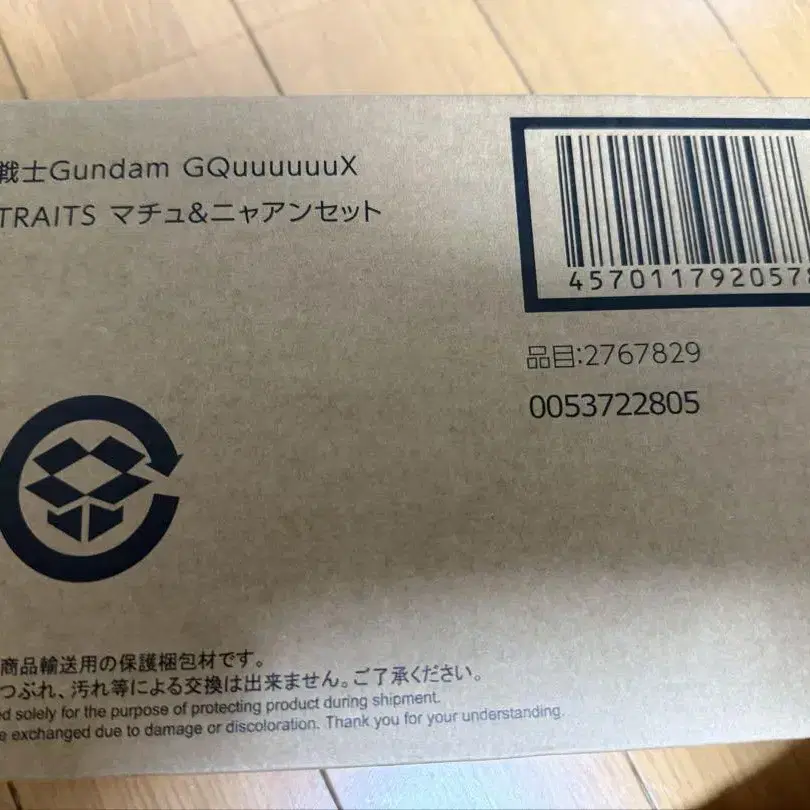 戦士Gundam GQuuuuuuX
TRAITS マチュ&ニャアンセット
4570117920578
品目:2767829
0053722805
商品輸送用の保護梱包材です。
つぶれ、汚れ等による交換は出来ません。ご了承ください。
ed solely for the purpose of protecting product during shipment.
e exchanged due to damage or discoloration. Thank you for your understanding.